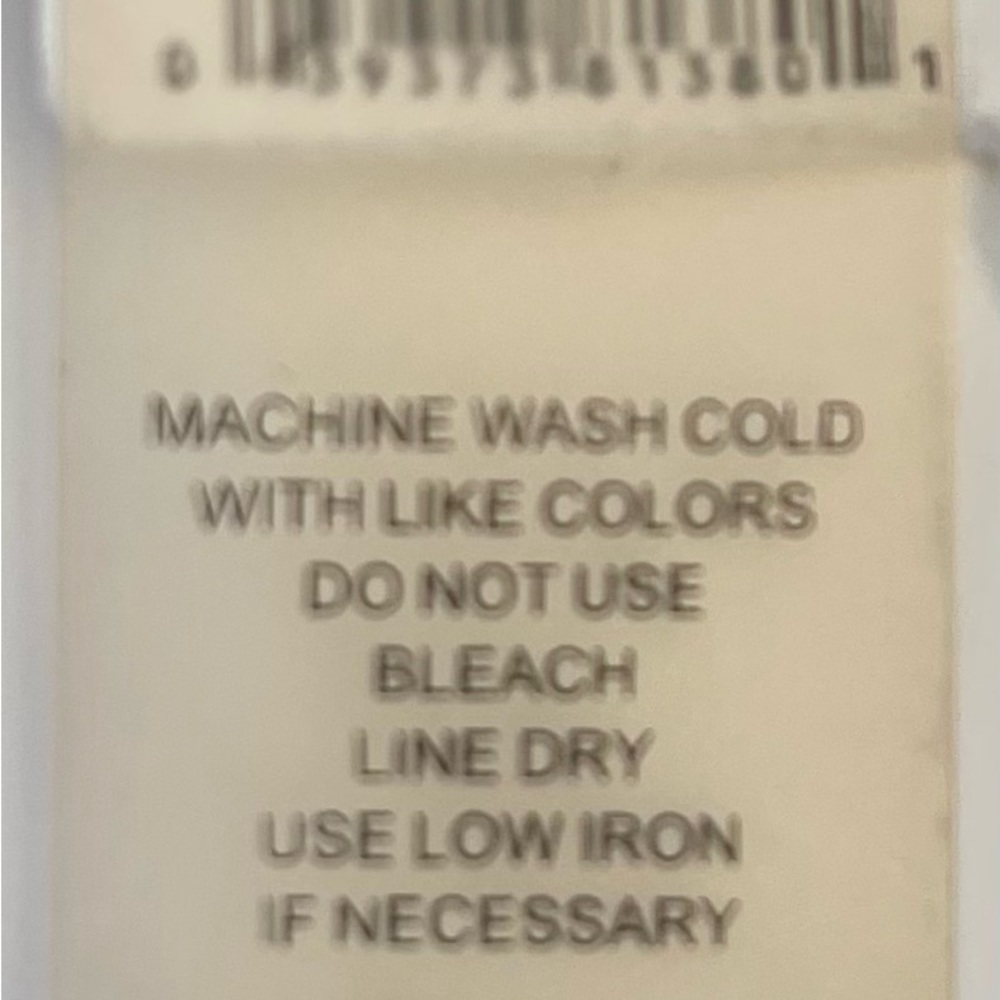 MACHINE WASH COLD
WITH LIKE COLORS
DO NOT USE
BLEACH
LINE DRY
USE LOW IRON
IF NECESSARY